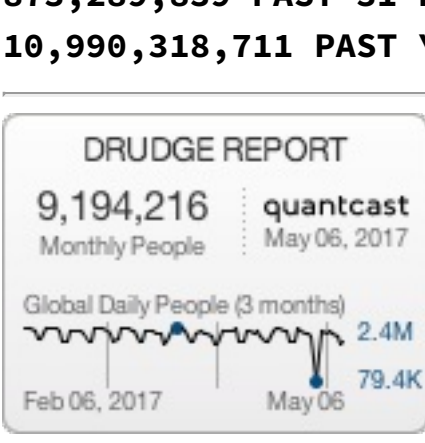 10,990,318,711 PAST
DRUDGE REPORT
9,194,216
Monthly People
quantcast
May 06, 2017
Global Daily People (3 months)
2.4M
79.4K
Feb 06, 2017
May 06